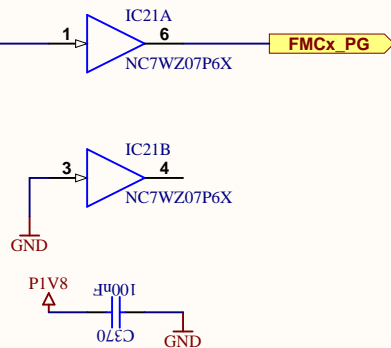 IC21A
1
6
FMCx_PG
NC7WZ07P6X
IC21B
3
4
NC7WZ07P6X
GND
P1V8
100nF
C370
GND